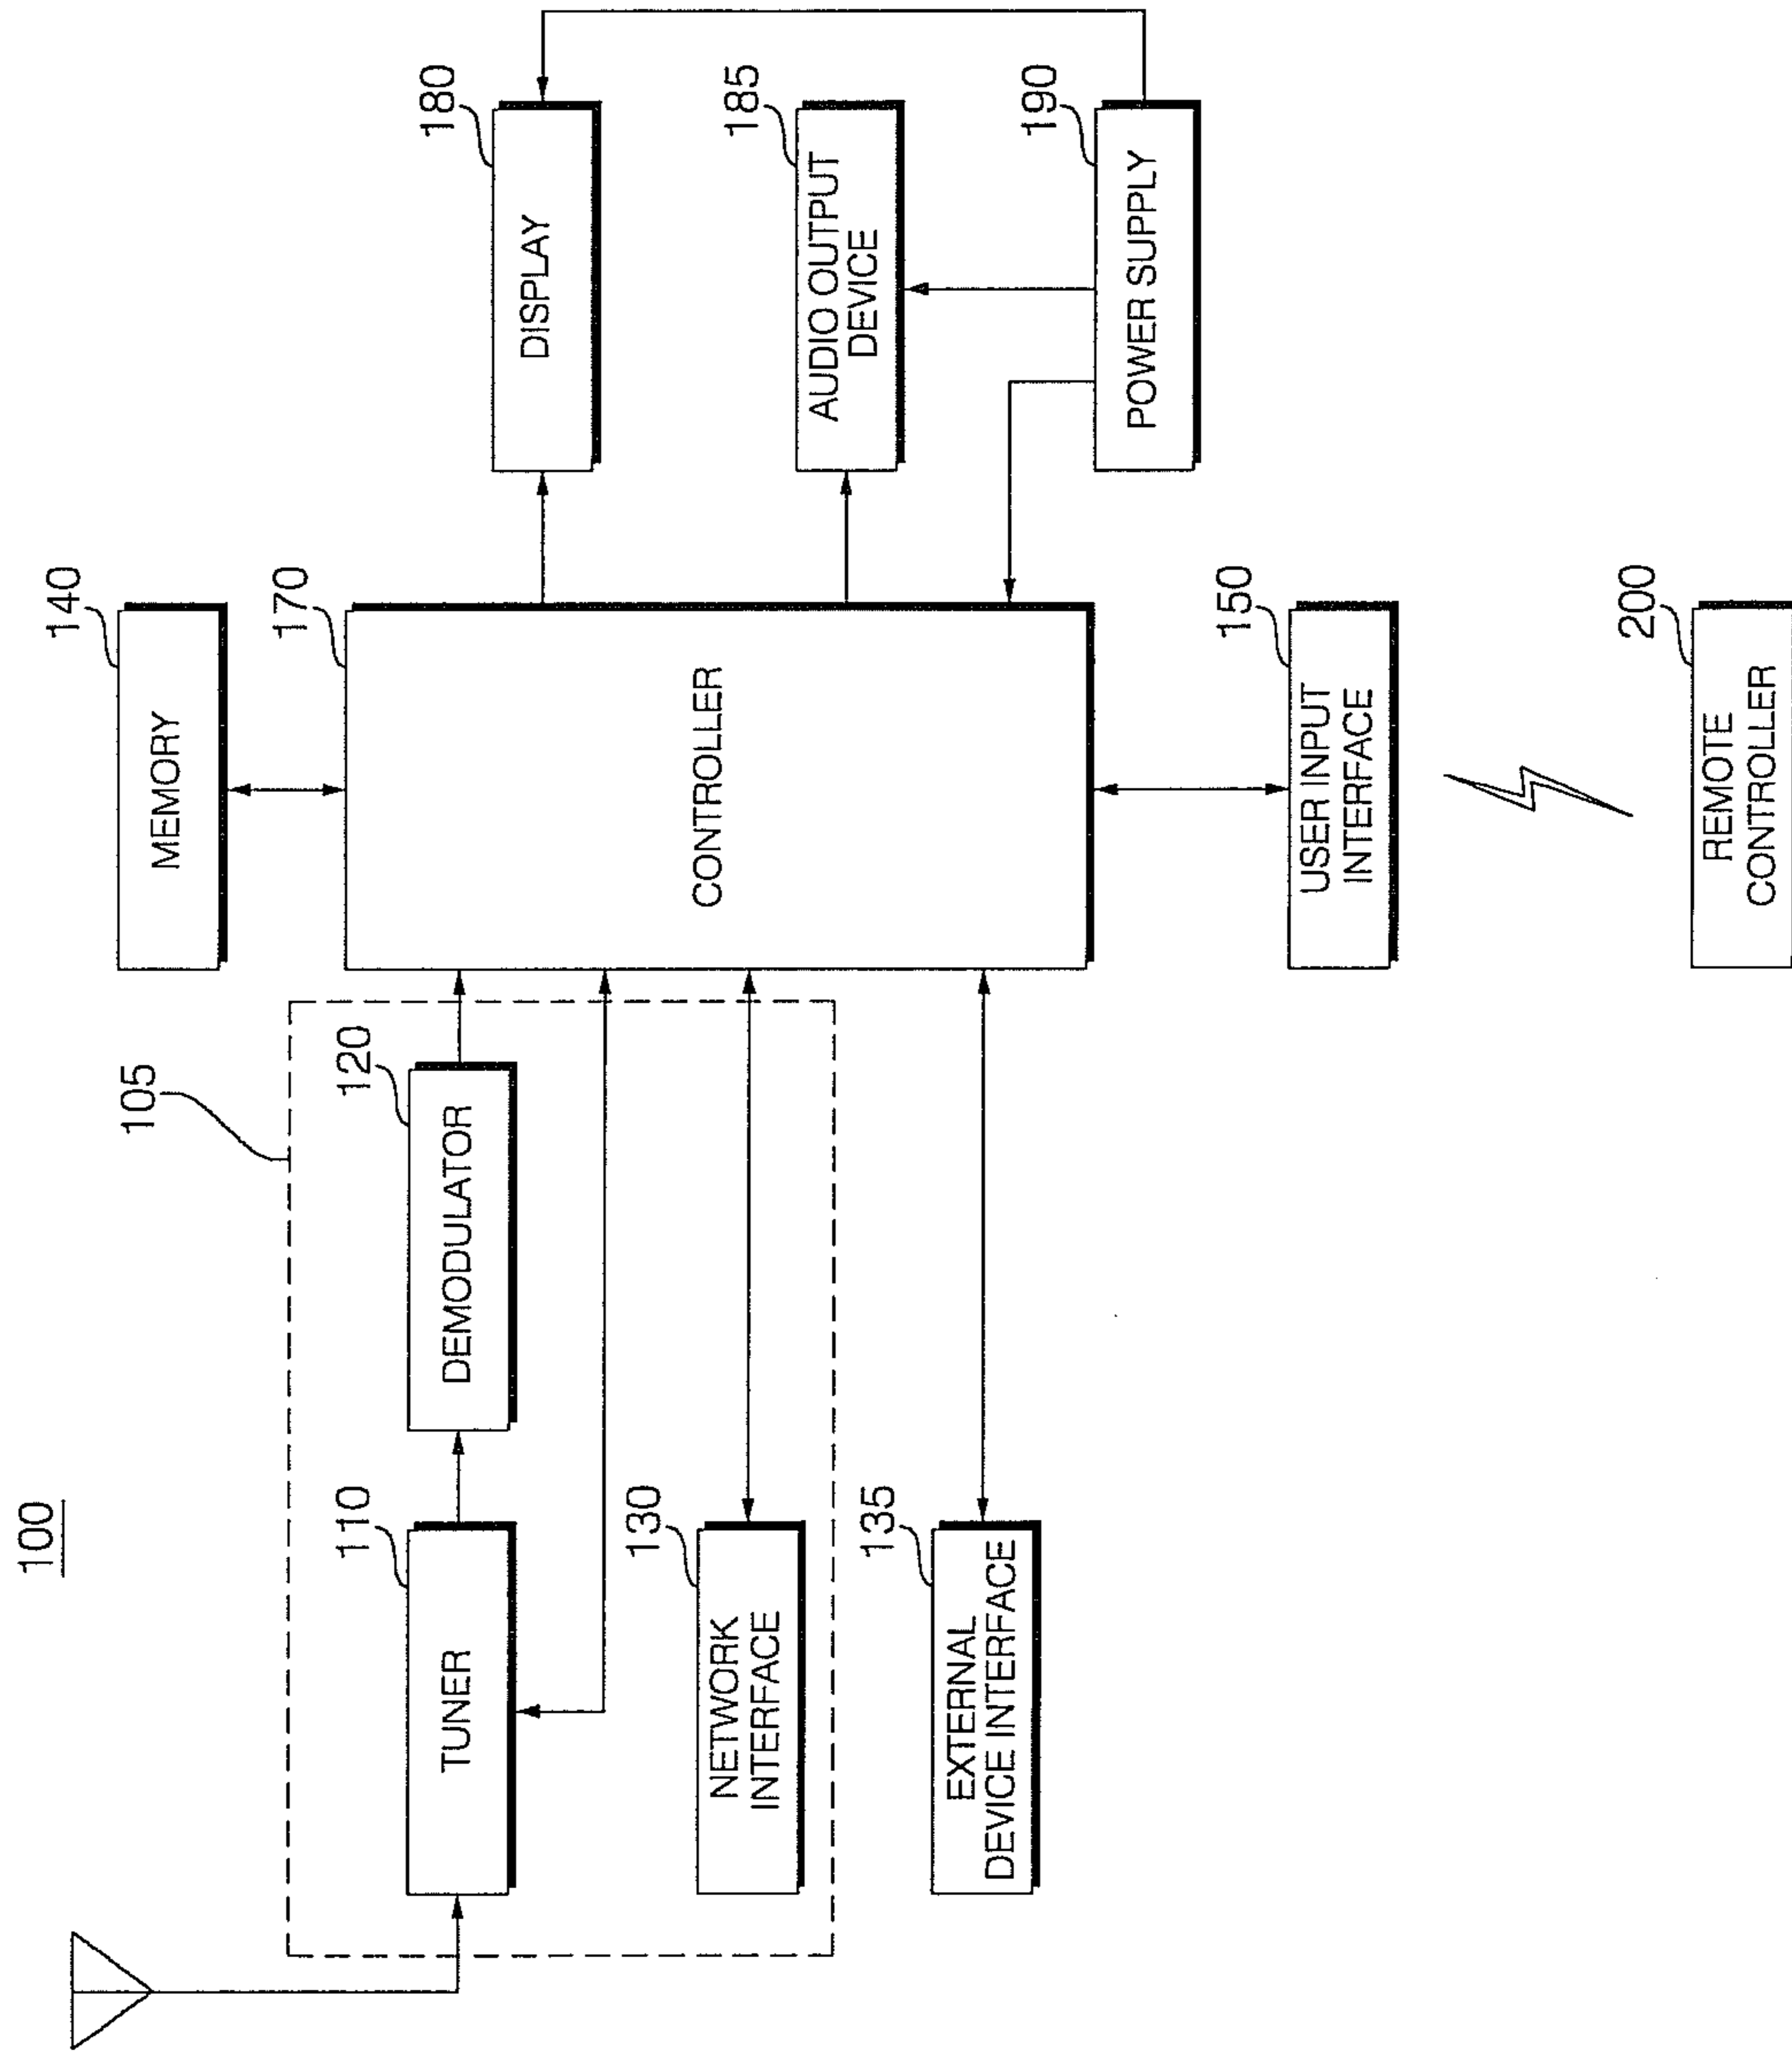 100
105
140
MEMORY
110
TUNER
120
DEMODULATOR
170
CONTROLLER
180
DISPLAY
130
NETWORK
INTERFACE
185
AUDIO OUTPUT
DEVICE
135
EXTERNAL
DEVICE INTERFACE
190
POWER SUPPLY
150
USER INPUT
INTERFACE
200
REMOTE
CONTROLLER